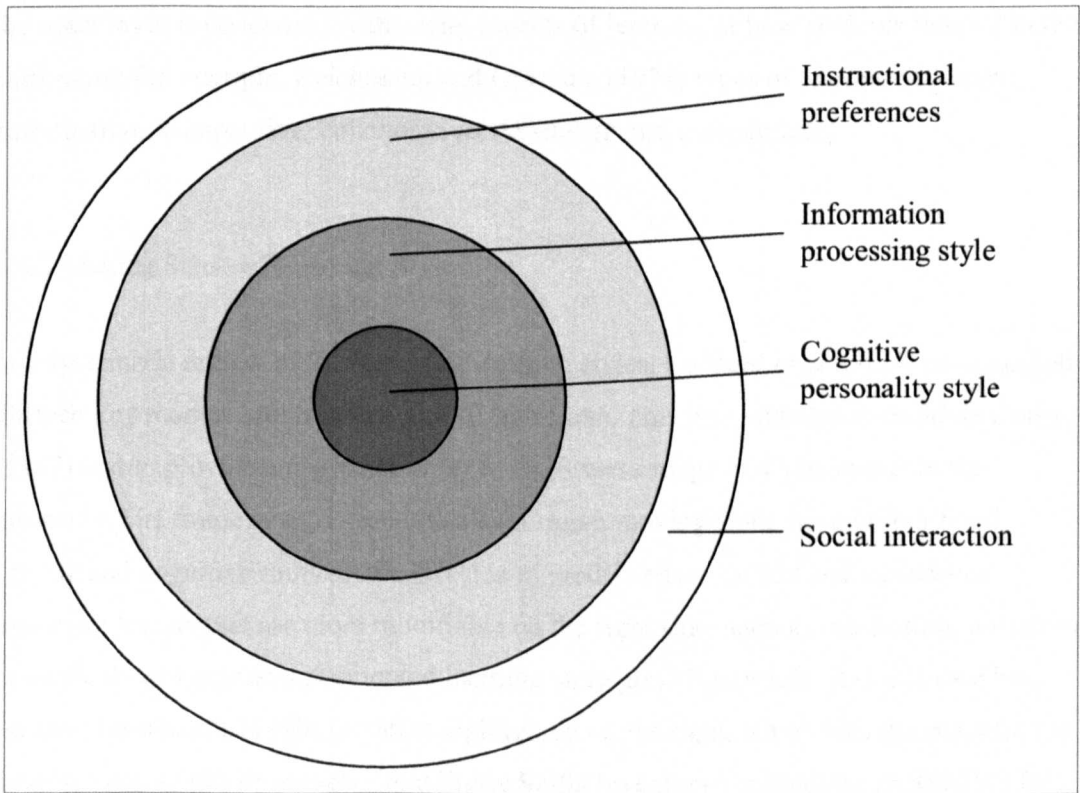 Instructional
preferences
Information
processing style
Cognitive
personality style
Social interaction